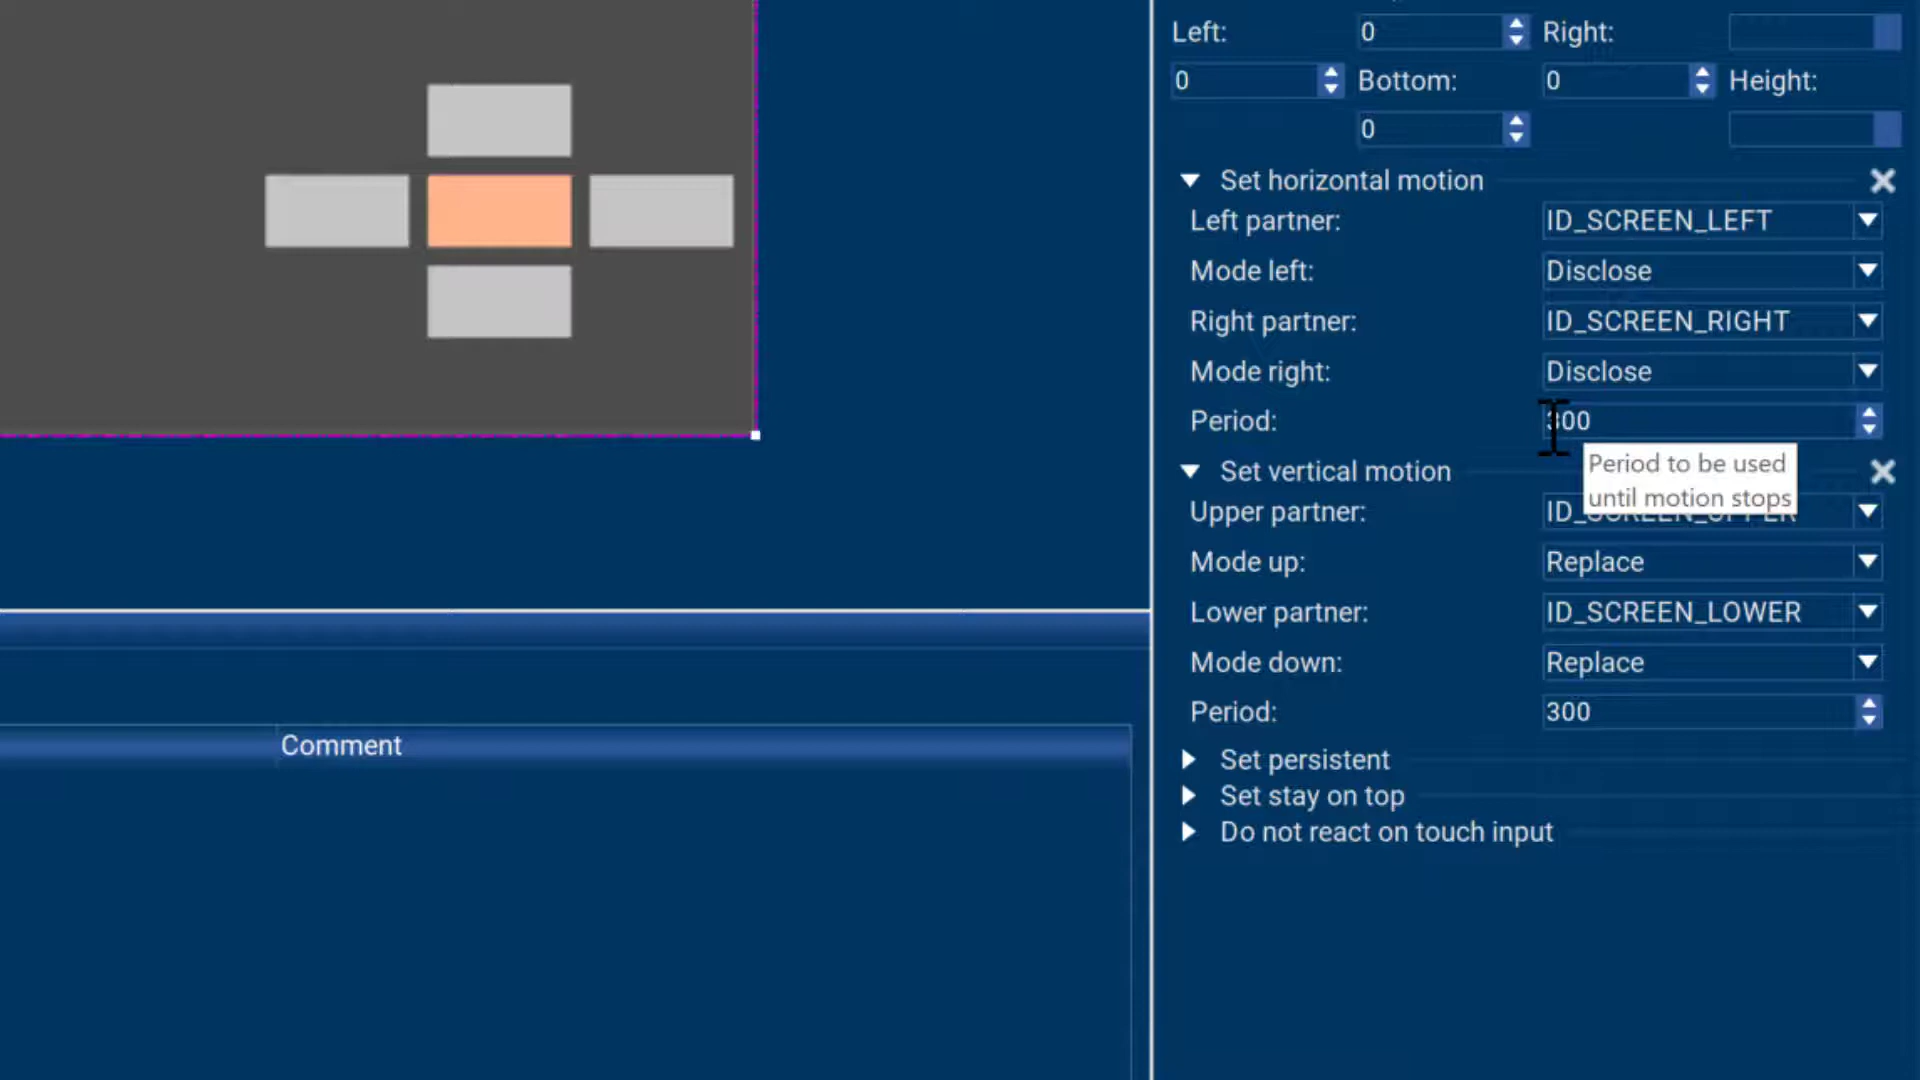 Left: 0 Right:
0 Bottom: 0 Height:
0
Set horizontal motion
Left partner: ID_SCREEN_LEFT
Mode left: Disclose
Right partner: ID_SCREEN_RIGHT
Mode right: Disclose
Period: 300
Period to be used
until motion stops
Set vertical motion
Upper partner: ID_SCREEN_UPPER
Mode up: Replace
Lower partner: ID_SCREEN_LOWER
Mode down: Replace
Period: 300
Set persistent
Set stay on top
Do not react on touch input
Comment